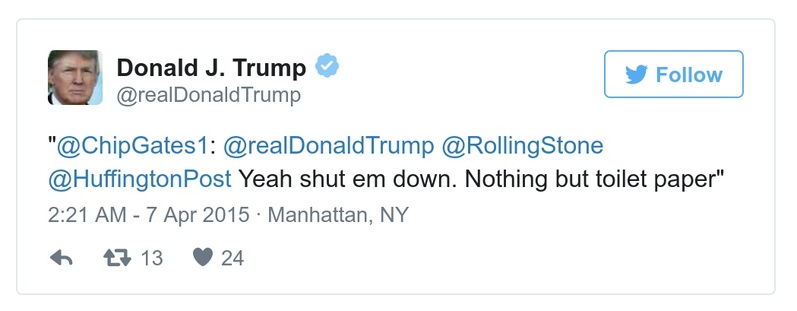 Donald J. Trump
@realDonaldTrump
Follow
"@ChipGates1: @realDonaldTrump @RollingStone
@HuffingtonPost Yeah shut em down. Nothing but toilet paper"
2:21 AM - 7 Apr 2015 · Manhattan, NY
13 24